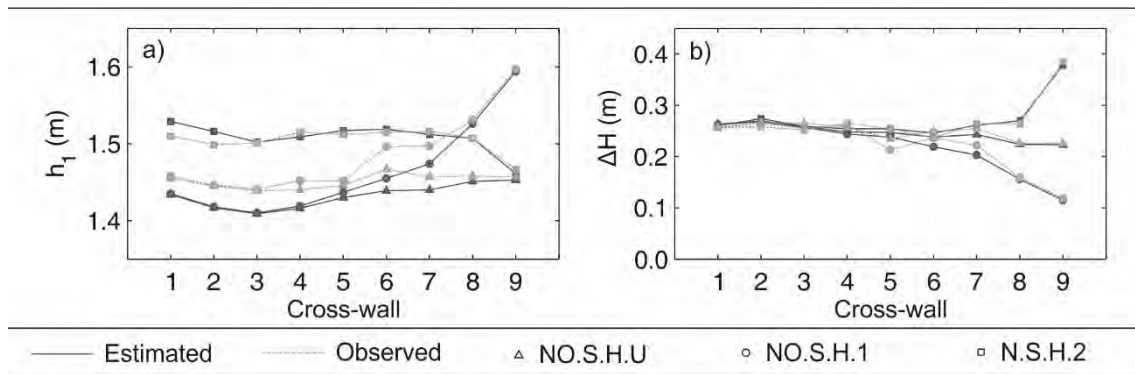 a)
1.6
1.5
1.4
h₁ (m)
1 2 3 4 5 6 7 8 9
Cross-wall
b)
0.4
0.3
0.2
0.1
0.0
ΔH (m)
1 2 3 4 5 6 7 8 9
Cross-wall
Estimated Observed NO.S.H.U NO.S.H.1 N.S.H.2